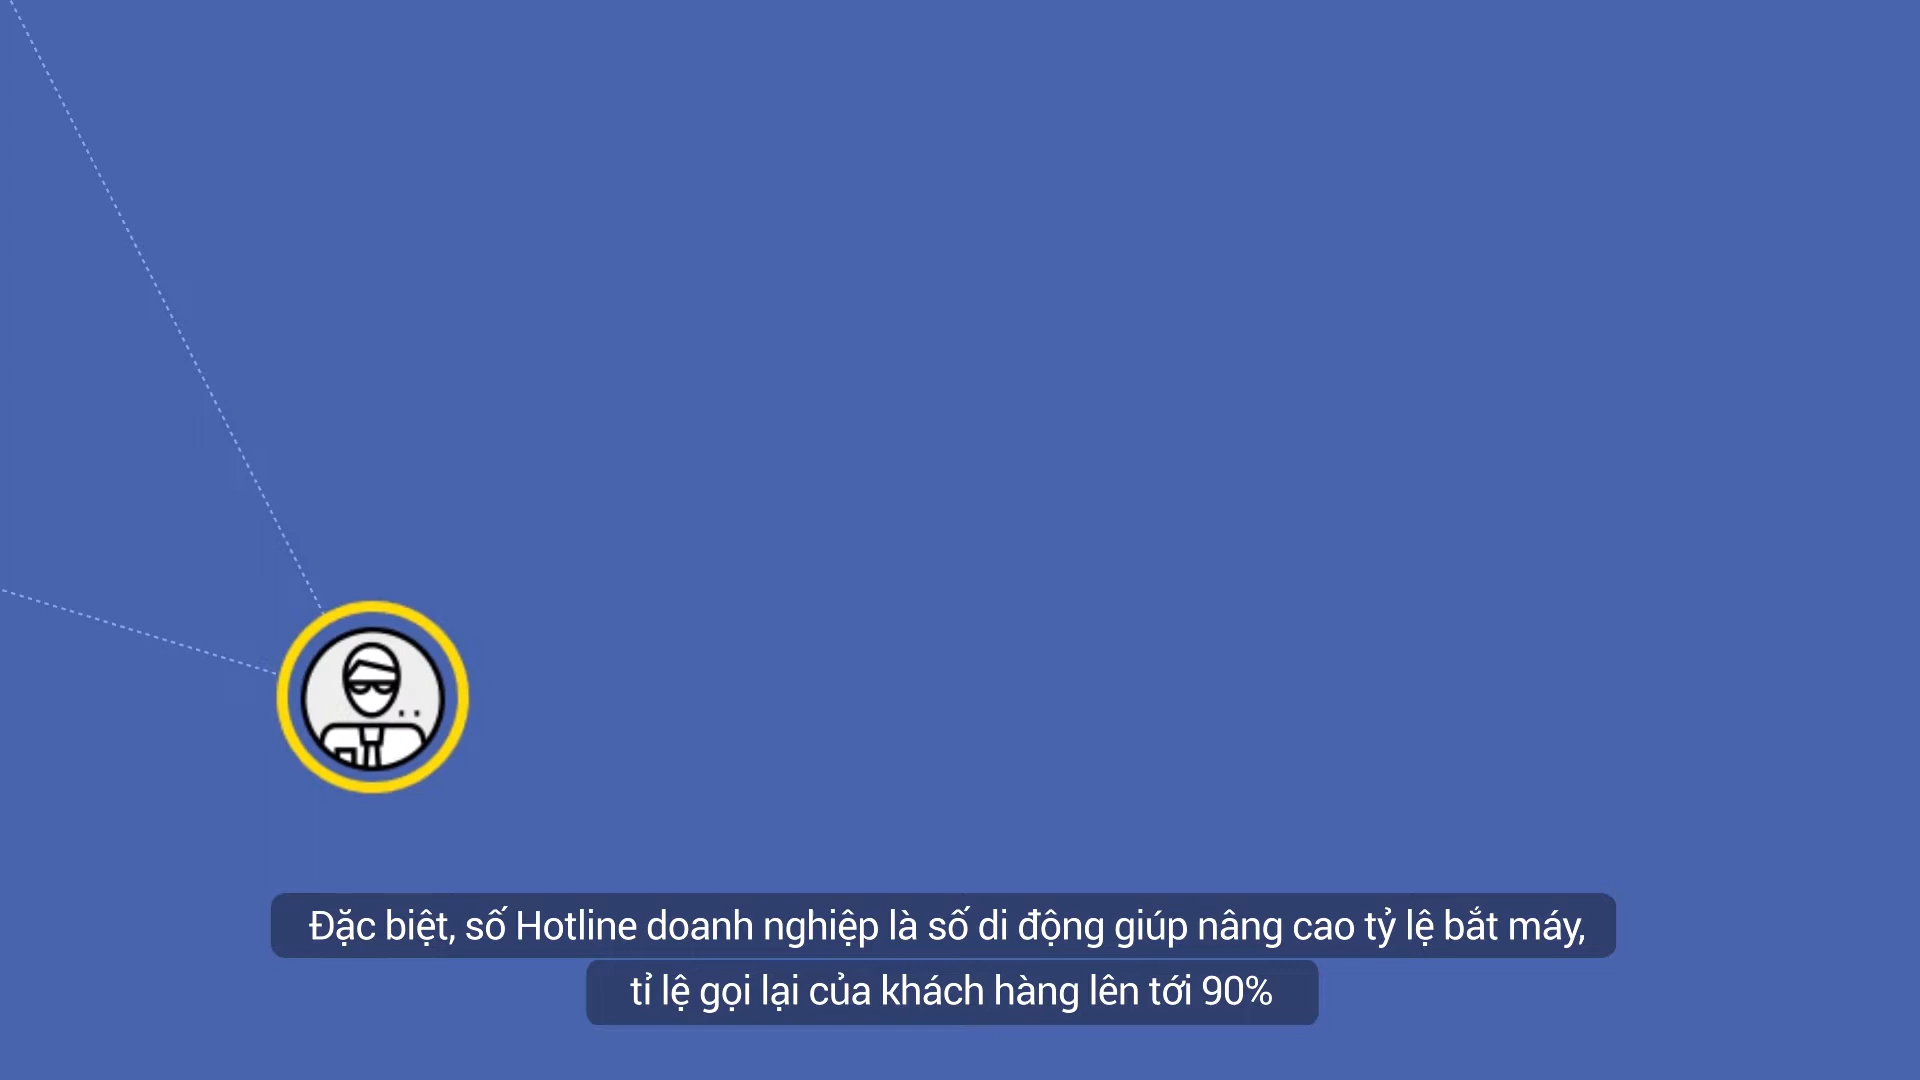 Đặc biệt, số Hotline doanh nghiệp là số di động giúp nâng cao tỷ lệ bắt máy,
tỉ lệ gọi lại của khách hàng lên tới 90%